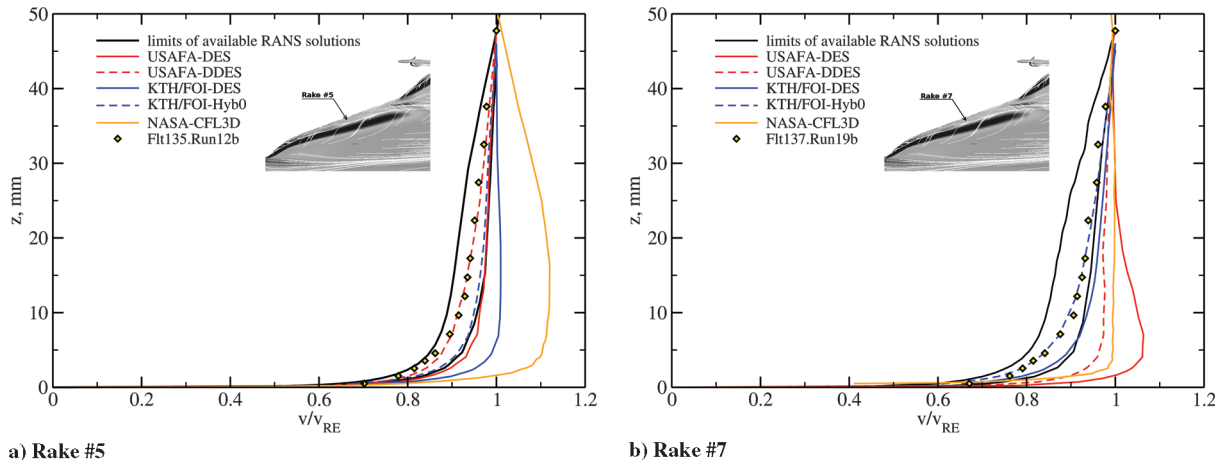 50
40
30
20
10
0
z, mm
limits of available RANS solutions
USAFA-DES
USAFA-DDES
KTH/FOI-DES
KTH/FOI-Hyb0
NASA-CFL3D
Flt135.Run12b
Rake #5
0 0.2 0.4 0.6 0.8 1 1.2
v/vRE
a) Rake #5
50
40
30
20
10
0
z, mm
limits of available RANS solutions
USAFA-DES
USAFA-DDES
KTH/FOI-DES
KTH/FOI-Hyb0
NASA-CFL3D
Flt137.Run19b
Rake #7
0 0.2 0.4 0.6 0.8 1 1.2
v/vRE
b) Rake #7